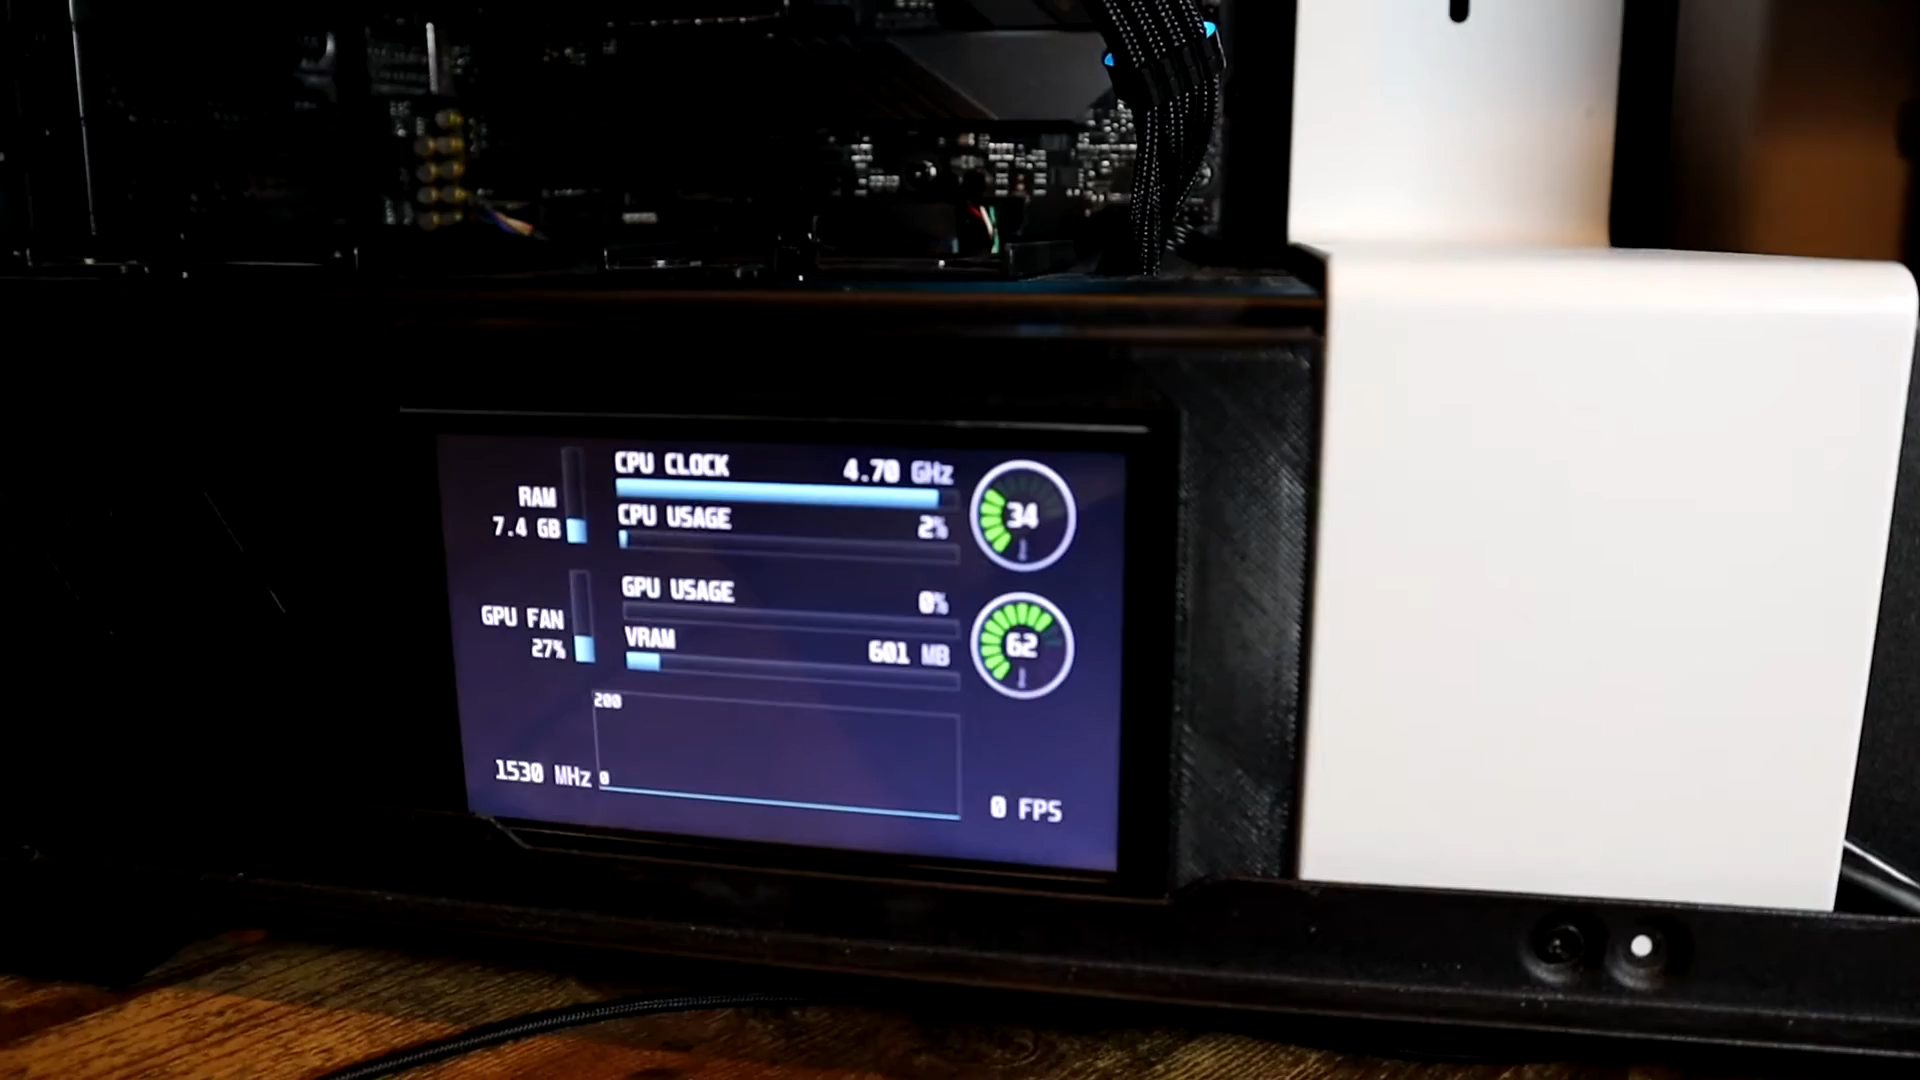 RAM
7.4 GB
CPU CLOCK 4.70 GHz
CPU USAGE 2%
34
GPU FAN
27%
GPU USAGE 0%
VRAM 601 MB
62
200
0
1530 MHz
0 FPS